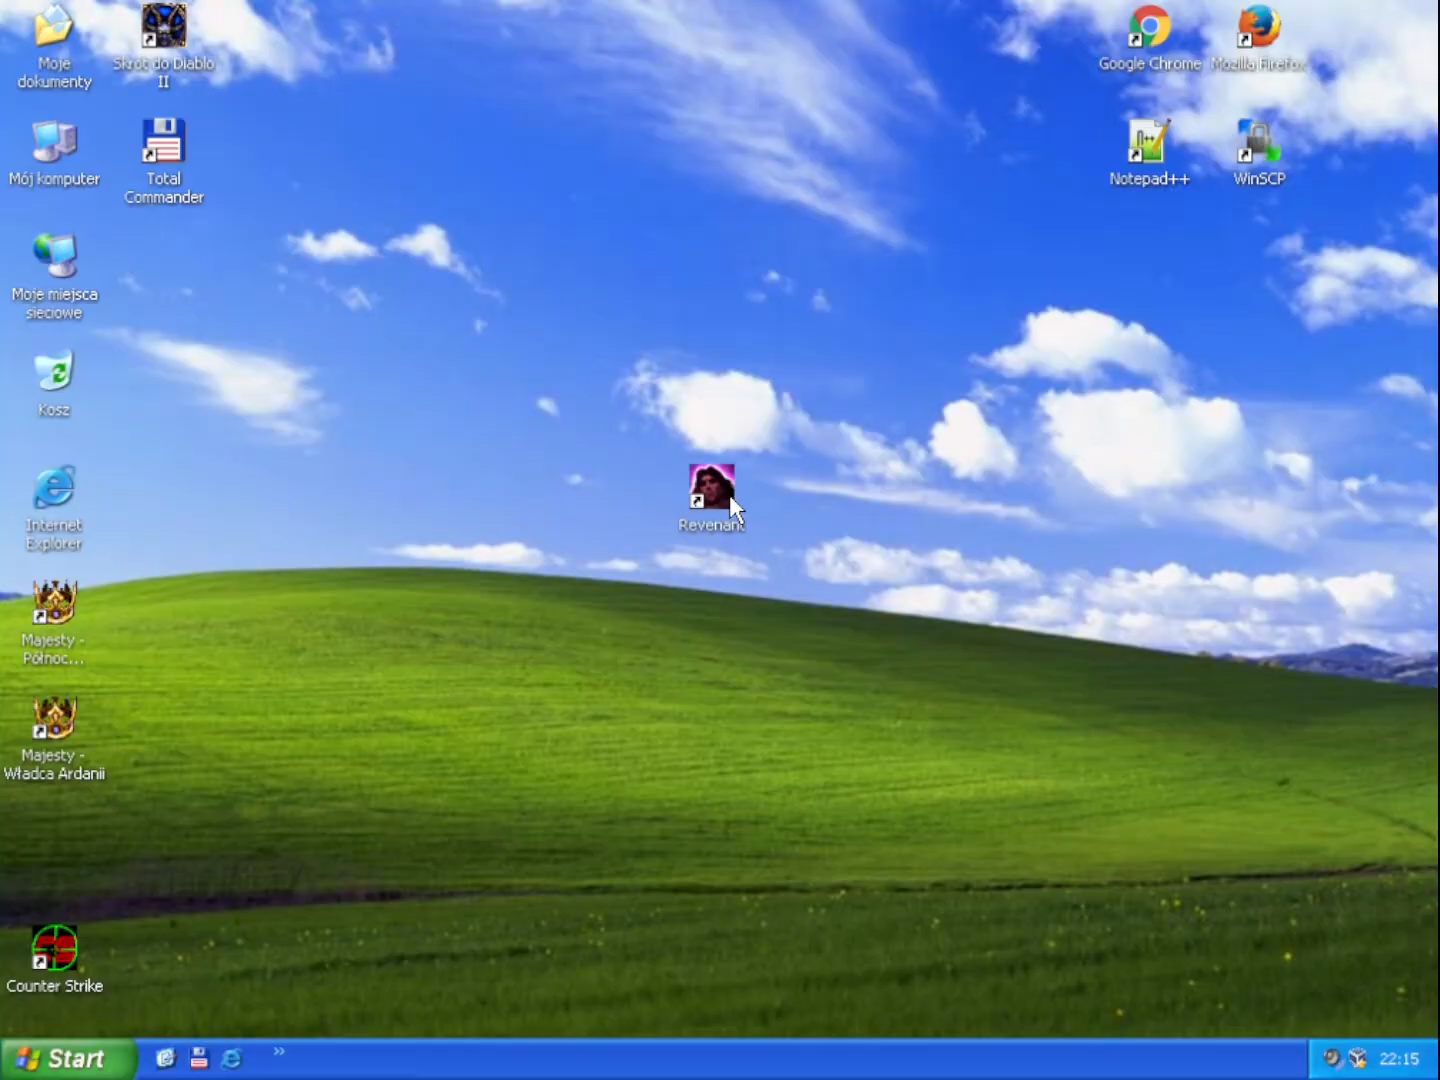 Moje
dokumenty
Skrót do Diablo
II
Google Chrome
Mozilla Firefox
Mój komputer
Total
Commander
Notepad++
WinSCP
Moje miejsca
sieciowe
Kosz
Internet
Explorer
Revenant
Majesty -
Północ...
Majesty -
Władca Ardanii
Counter Strike
Start
»
22:15